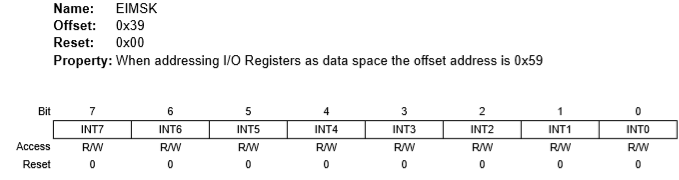 Name: EIMSK
Offset: 0x39
Reset: 0x00
Property: When addressing I/O Registers as data space the offset address is 0x59
Bit 7 6 5 4 3 2 1 0
INT7 INT6 INT5 INT4 INT3 INT2 INT1 INT0
Access R/W R/W R/W R/W R/W R/W R/W R/W
Reset 0 0 0 0 0 0 0 0